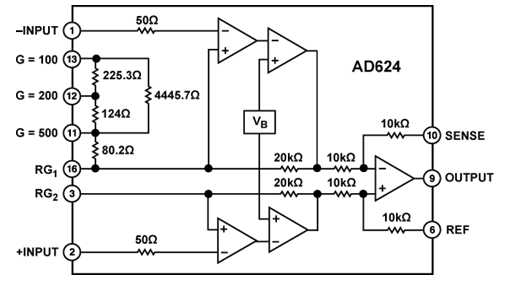 50Ω
−INPUT 1
− +
− +
G = 100 13
225.3Ω
AD624
G = 200 12
4445.7Ω
124Ω
VB
10kΩ
G = 500 11
10 SENSE
80.2Ω
20kΩ 10kΩ
RG1 16
−
20kΩ 10kΩ
9 OUTPUT
RG2 3
+
10kΩ
+ −
+ −
6 REF
50Ω
+INPUT 2